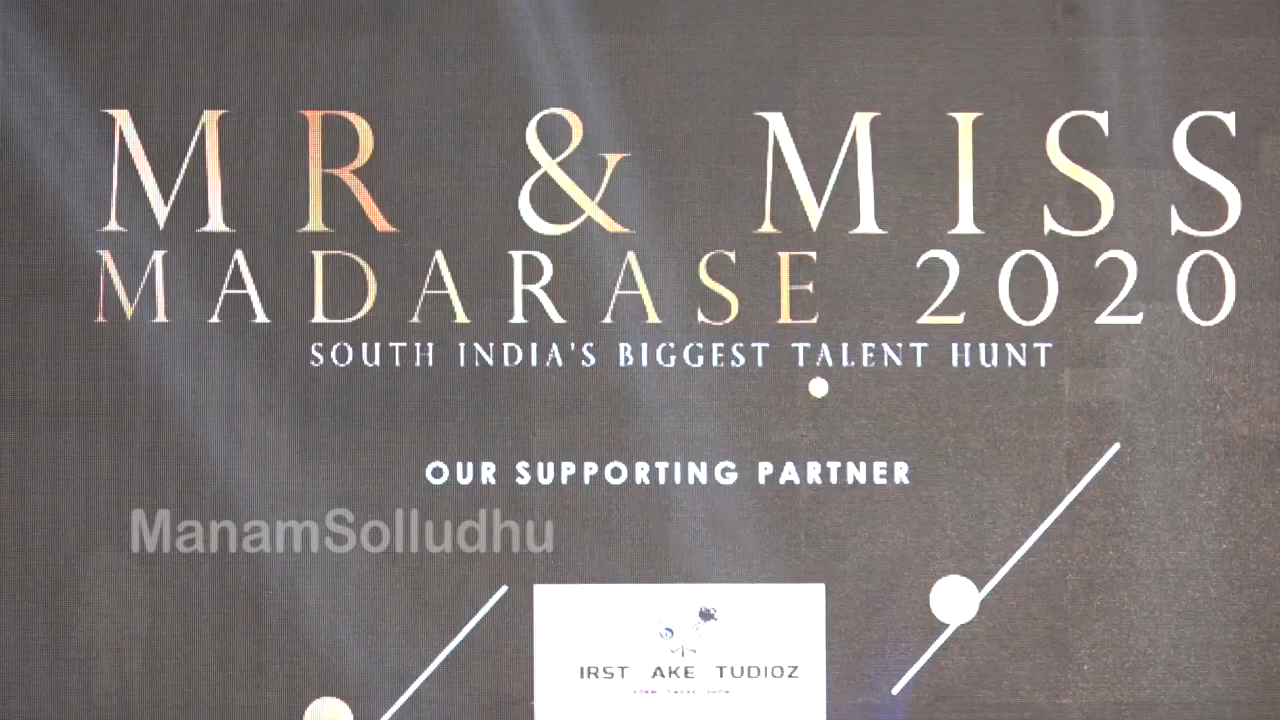 MR & MISS
MADARASE 2020
SOUTH INDIA'S BIGGEST TALENT HUNT
OUR SUPPORTING PARTNER
ManamSolludhu
IRST AKE TUDIOZ